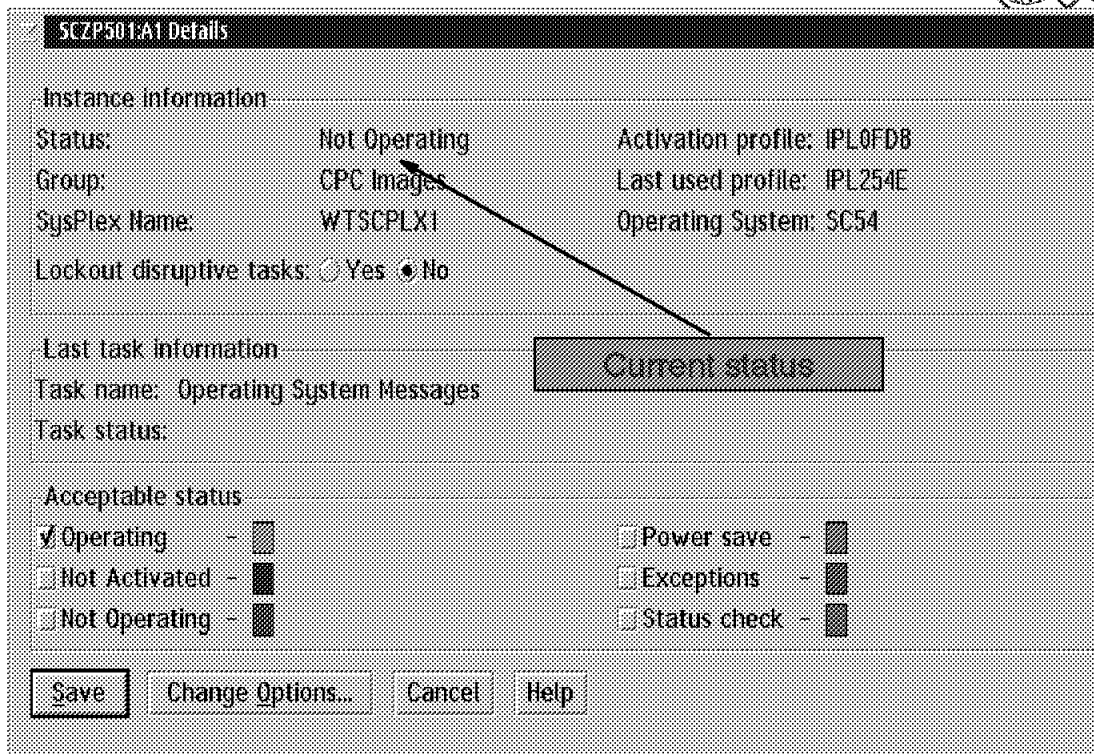 SCZP501:A1 Details
Instance information
Status: Not Operating Activation profile: IPL0FD8
Group: CPC Images Last used profile: IPL254E
SysPlex Name: WTSCPLX1 Operating System: SC54
Lockout disruptive tasks: Yes No
Last task information
Current status
Task name: Operating System Messages
Task status:
Acceptable status
Operating - Power save -
Not Activated - Exceptions -
Not Operating - Status check -
Save Change Options... Cancel Help